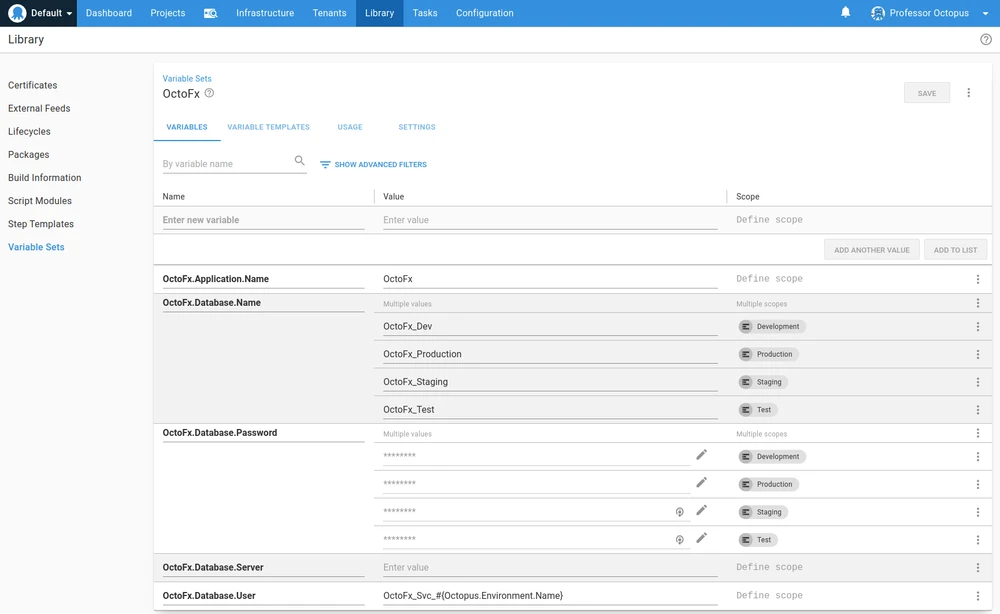 Default Dashboard Projects Infrastructure Tenants Library Tasks Configuration Professor Octopus
Library
Certificates
External Feeds
Lifecycles
Packages
Build Information
Script Modules
Step Templates
Variable Sets
Variable Sets
OctoFx
SAVE
VARIABLES VARIABLE TEMPLATES USAGE SETTINGS
By variable name SHOW ADVANCED FILTERS
Name Value Scope
Enter new variable Enter value Define scope
ADD ANOTHER VALUE ADD TO LIST
OctoFx.Application.Name OctoFx Define scope
OctoFx.Database.Name Multiple values Multiple scopes
OctoFx_Dev Development
OctoFx_Production Production
OctoFx_Staging Staging
OctoFx_Test Test
OctoFx.Database.Password Multiple values Multiple scopes
******** Development
******** Production
******** Staging
******** Test
OctoFx.Database.Server Enter value Define scope
OctoFx.Database.User OctoFx_Svc_#{Octopus.Environment.Name} Define scope